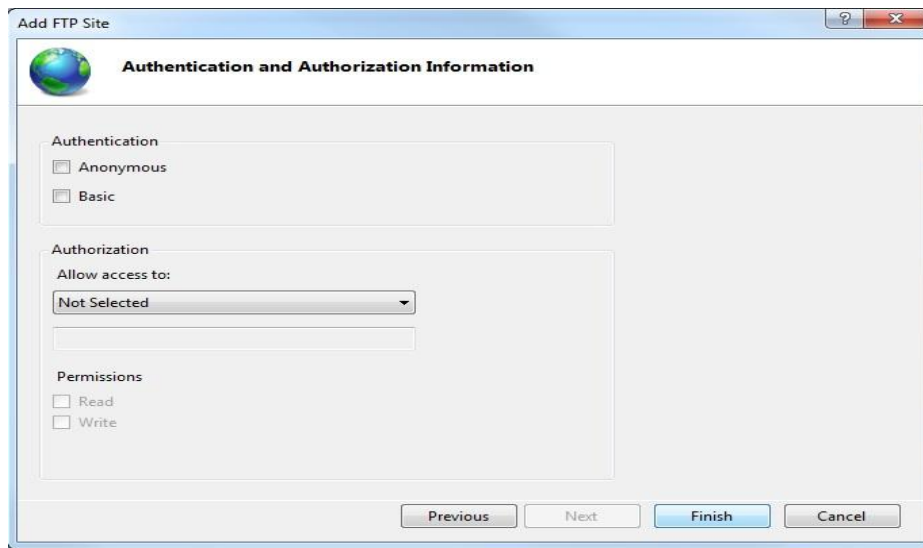 Add FTP Site
Authentication and Authorization Information
Authentication
Anonymous
Basic
Authorization
Allow access to:
Not Selected
Permissions
Read
Write
Previous Next Finish Cancel